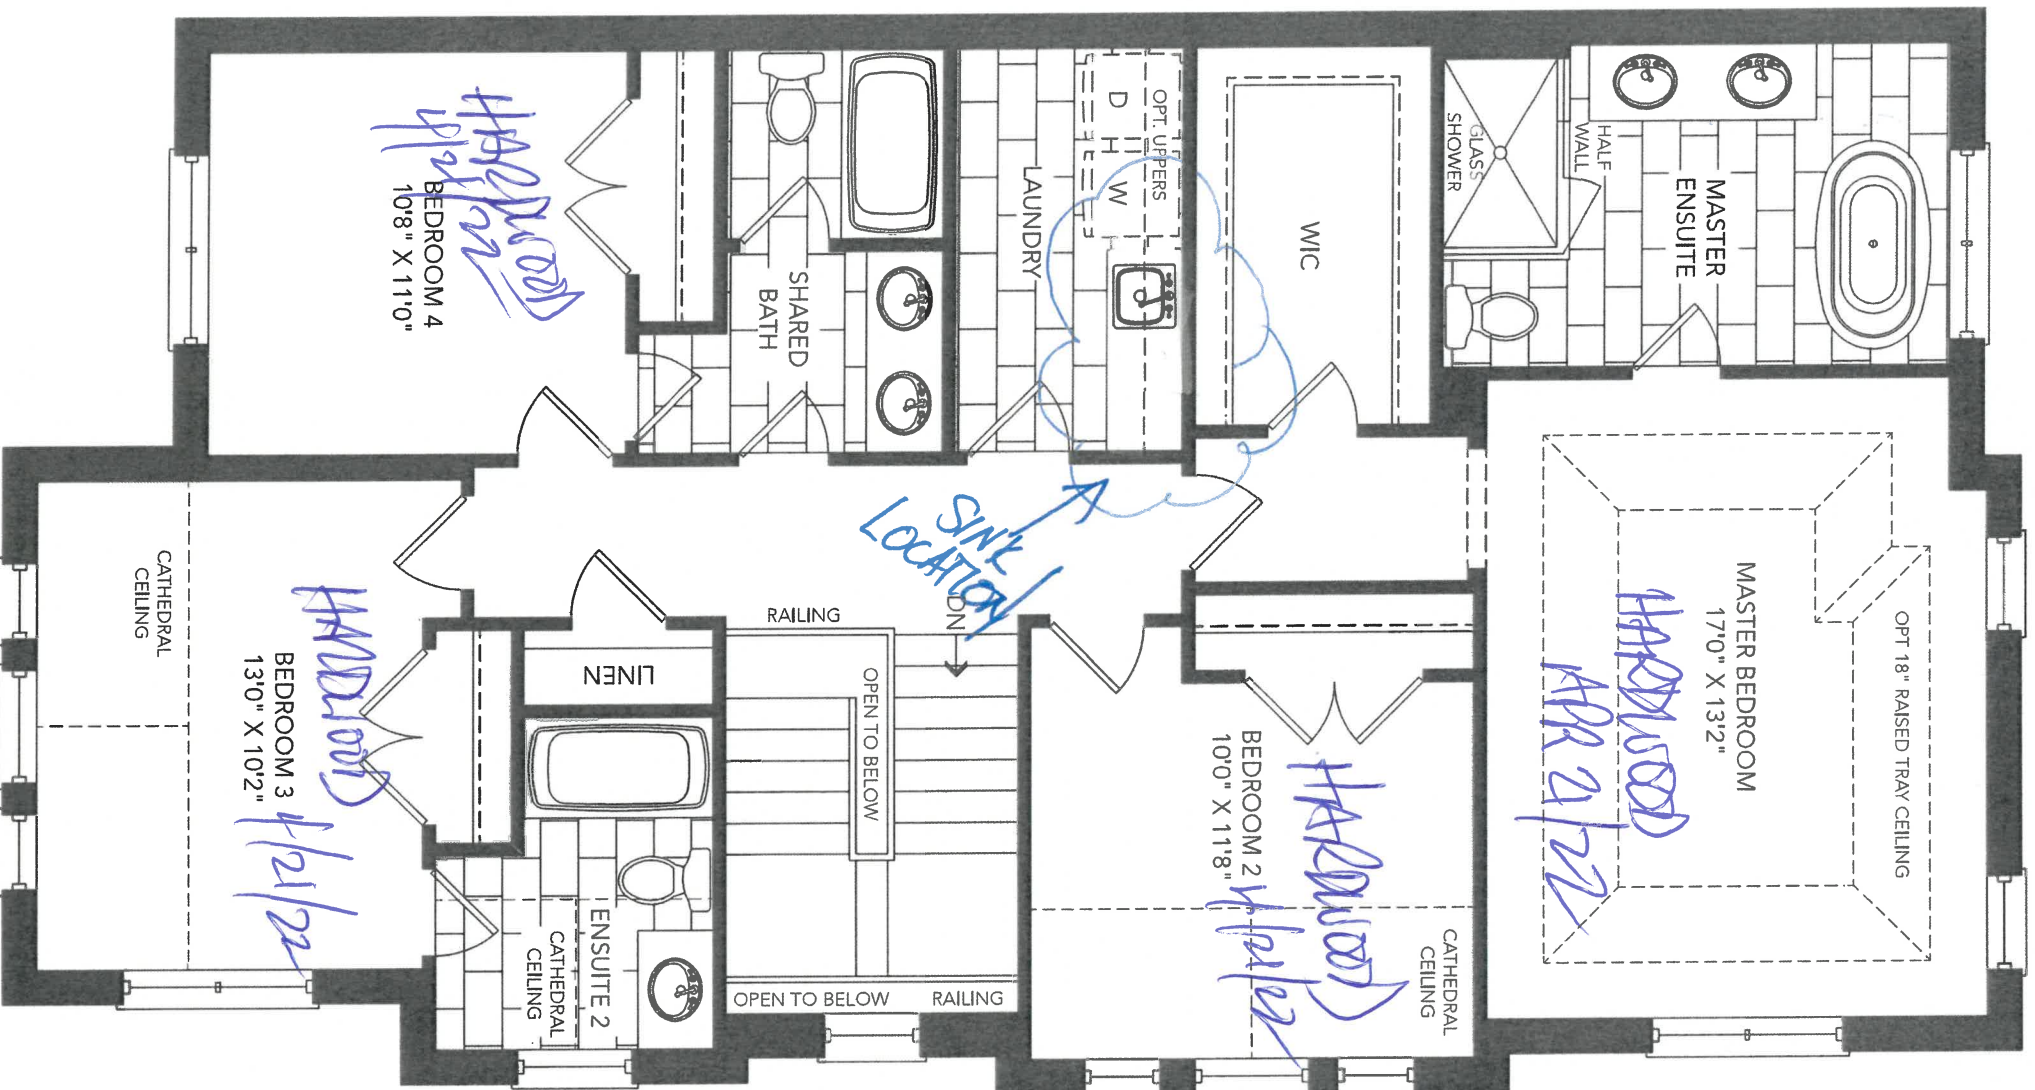 HARDWOOD
4/21/22
BEDROOM 4
10'8" X 11'0"
SHARED
BATH
LAUNDRY
D
W
OPT. UPPERS
WIC
GLASS
SHOWER
HALF
WALL
MASTER
ENSUITE
SINK
LOCATION
CATHEDRAL
CEILING
HARDWOOD
BEDROOM 3
13'0" X 10'2"
4/21/22
LINEN
RAILING
DN
OPEN TO BELOW
ENSUITE 2
CATHEDRAL
CEILING
OPEN TO BELOW
RAILING
BEDROOM 2
10'0" X 11'8"
HARDWOOD
4/21/22
CATHEDRAL
CEILING
MASTER BEDROOM
17'0" X 13'2"
HARDWOOD
APR 21/22
OPT 18" RAISED TRAY CEILING